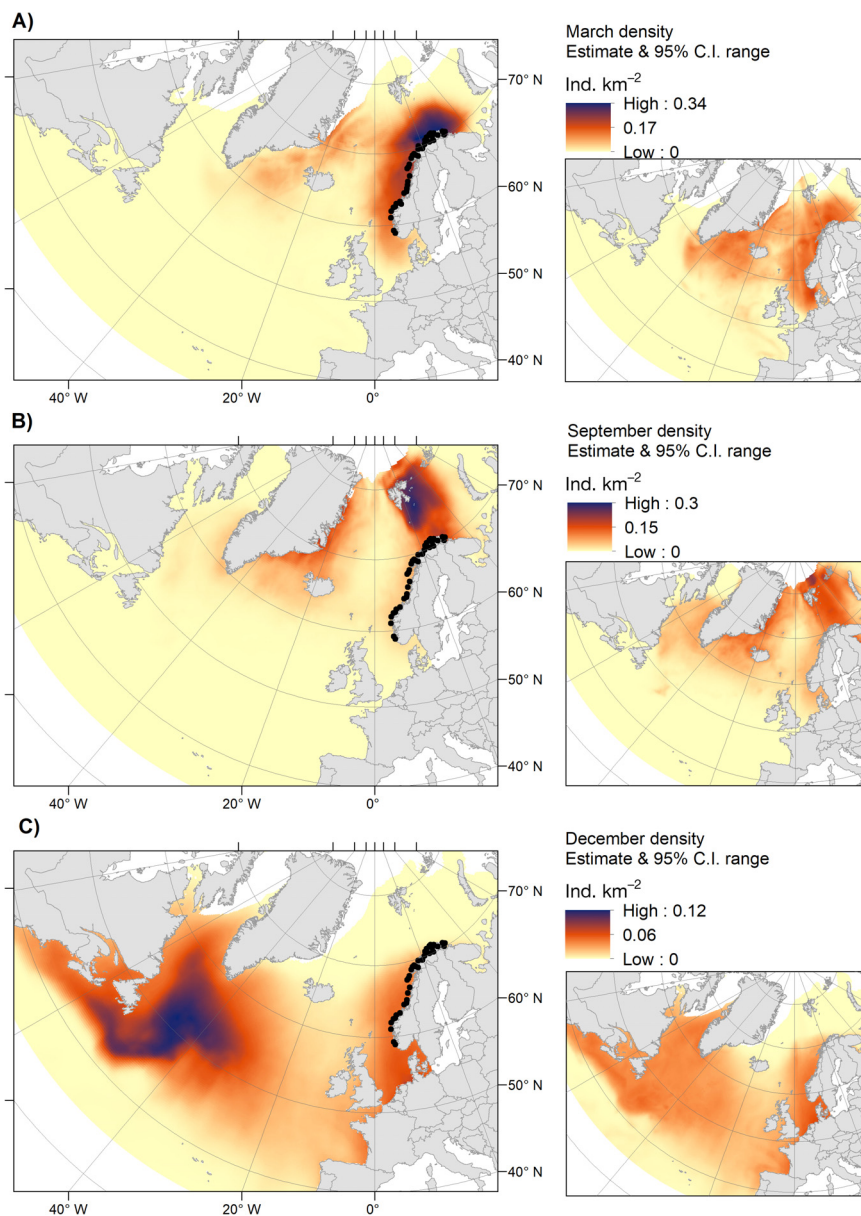 A)
March density
Estimate & 95% C.I. range
Ind. km⁻²
High : 0.34
0.17
Low : 0
70° N
60° N
50° N
40° N
40° W
20° W
0°
B)
September density
Estimate & 95% C.I. range
Ind. km⁻²
High : 0.3
0.15
Low : 0
70° N
60° N
50° N
40° N
40° W
20° W
0°
C)
December density
Estimate & 95% C.I. range
Ind. km⁻²
High : 0.12
0.06
Low : 0
70° N
60° N
50° N
40° N
40° W
20° W
0°